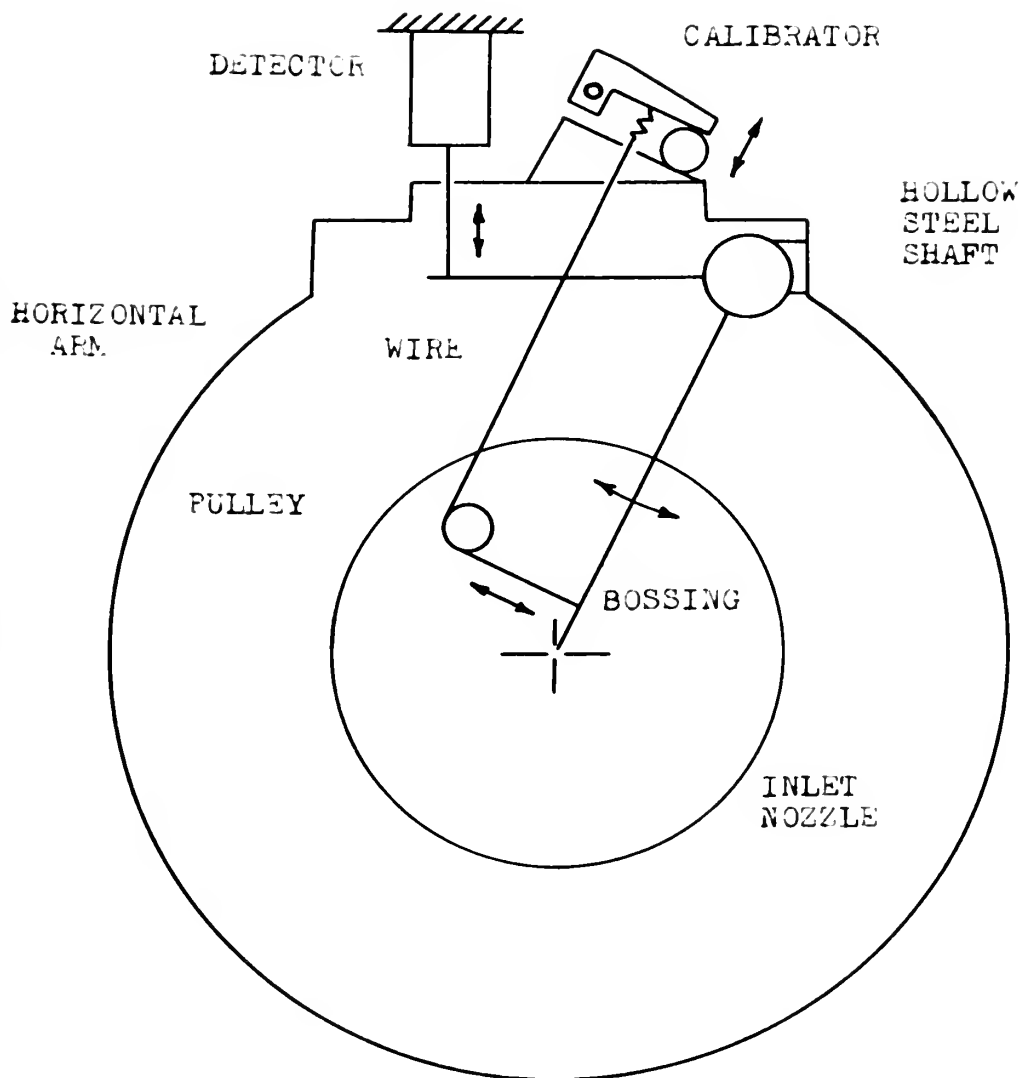 CALIBRATOR
DETECTOR
HOLLOW
STEEL
SHAFT
HORIZONTAL
ARM
WIRE
PULLEY
BOSSING
INLET
NOZZLE